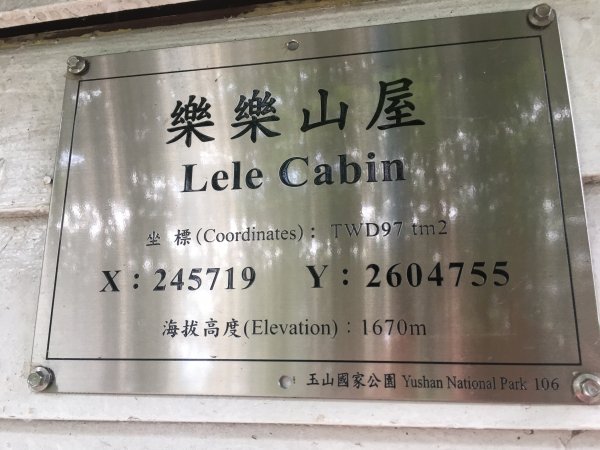 樂樂山屋
Lele Cabin
坐 標(Coordinates)： TWD97 tm2
X：245719 Y：2604755
海拔高度(Elevation)：1670m
玉山國家公園 Yushan National Park 106